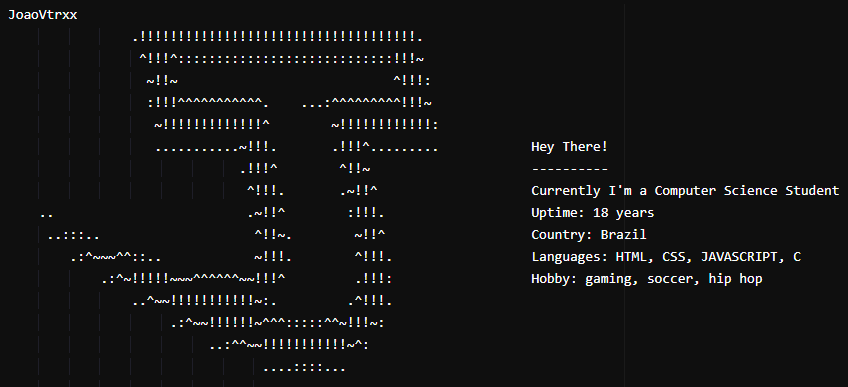 JoaoVtrxx
Hey There!
----------
Currently I'm a Computer Science Student
Uptime: 18 years
Country: Brazil
Languages: HTML, CSS, JAVASCRIPT, C
Hobby: gaming, soccer, hip hop